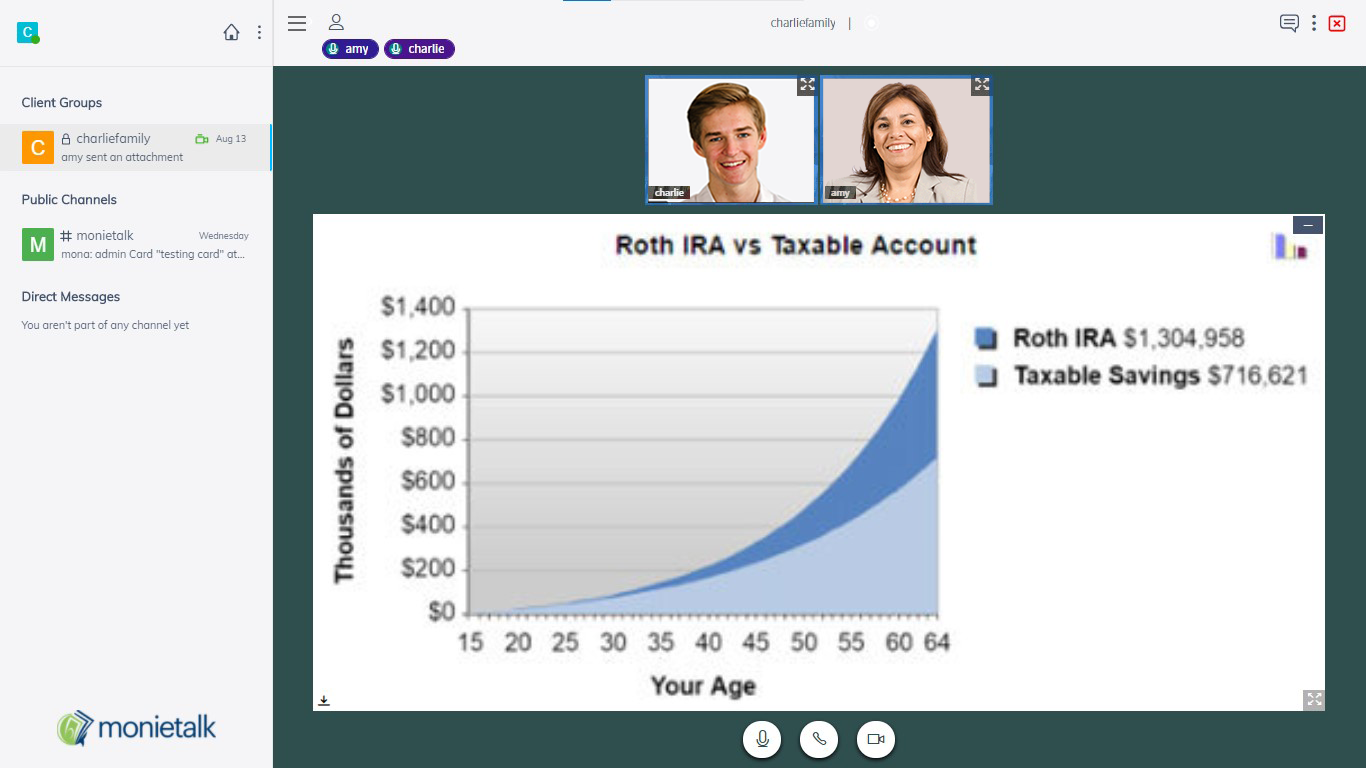 C
charliefamily |
amy charlie
Client Groups
C charliefamily Aug 13
amy sent an attachment
Public Channels
M # monietalk Wednesday
mona: admin Card "testing card" at...
Direct Messages
You aren't part of any channel yet
monietalk
charlie
amy
Roth IRA vs Taxable Account
Thousands of Dollars
$1,400
$1,200
$1,000
$800
$600
$400
$200
$0
15 20 25 30 35 40 45 50 55 60 64
Your Age
Roth IRA $1,304,958
Taxable Savings $716,621